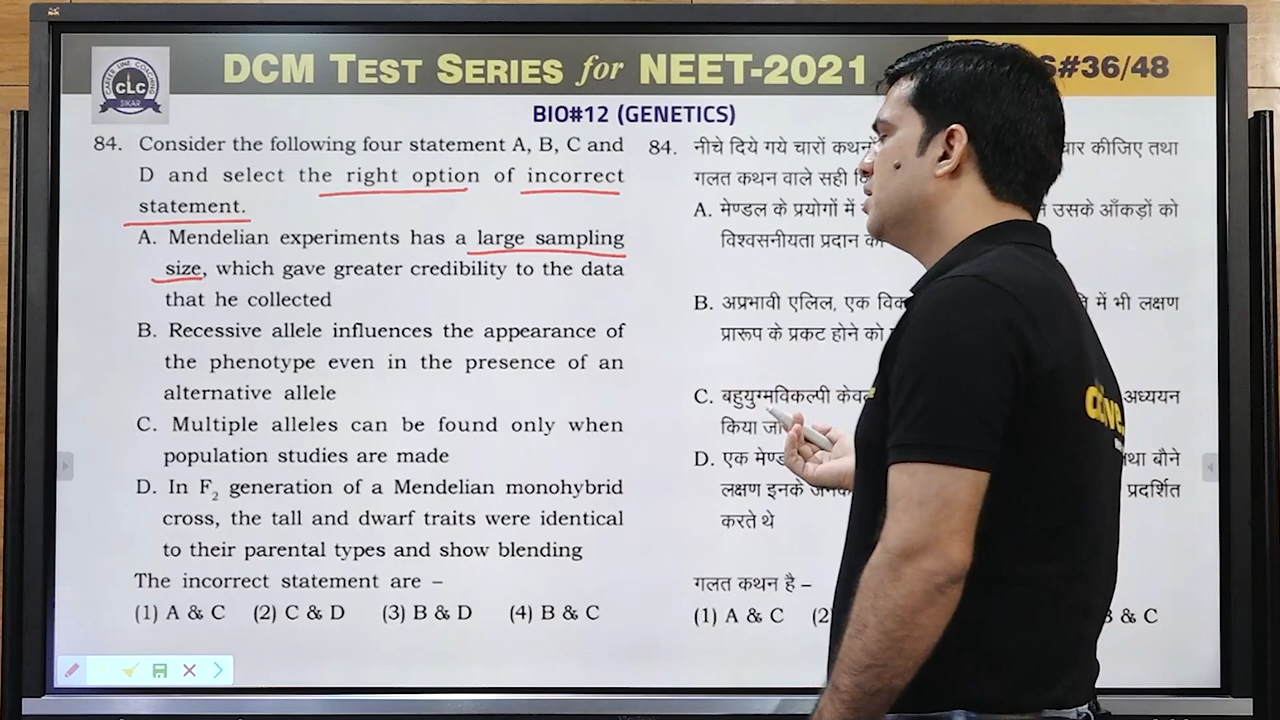 CAREER LINE COACHING
CLC
SIKAR
DCM TEST SERIES for NEET-2021
S#36/48
BIO#12 (GENETICS)
84. Consider the following four statement A, B, C and
D and select the right option of incorrect
statement.
A. Mendelian experiments has a large sampling
size, which gave greater credibility to the data
that he collected
B. Recessive allele influences the appearance of
the phenotype even in the presence of an
alternative allele
C. Multiple alleles can be found only when
population studies are made
D. In F₂ generation of a Mendelian monohybrid
cross, the tall and dwarf traits were identical
to their parental types and show blending
The incorrect statement are –
(1) A & C (2) C & D (3) B & D (4) B & C
84. नीचे दिये गये चारों कथनों चार कीजिए तथा
गलत कथन वाले सही
A. मेण्डल के प्रयोगों में उसके आँकड़ों को
विश्वसनीयता प्रदान
B. अप्रभावी एलिल, एक में भी लक्षण
प्रारूप के प्रकट होने को
C. बहुयुग्मविकल्पी अध्ययन
किया
D. एक तथा बौने
लक्षण इनके प्रदर्शित
करते थे
गलत कथन है –
(1) A & C (2) B & C